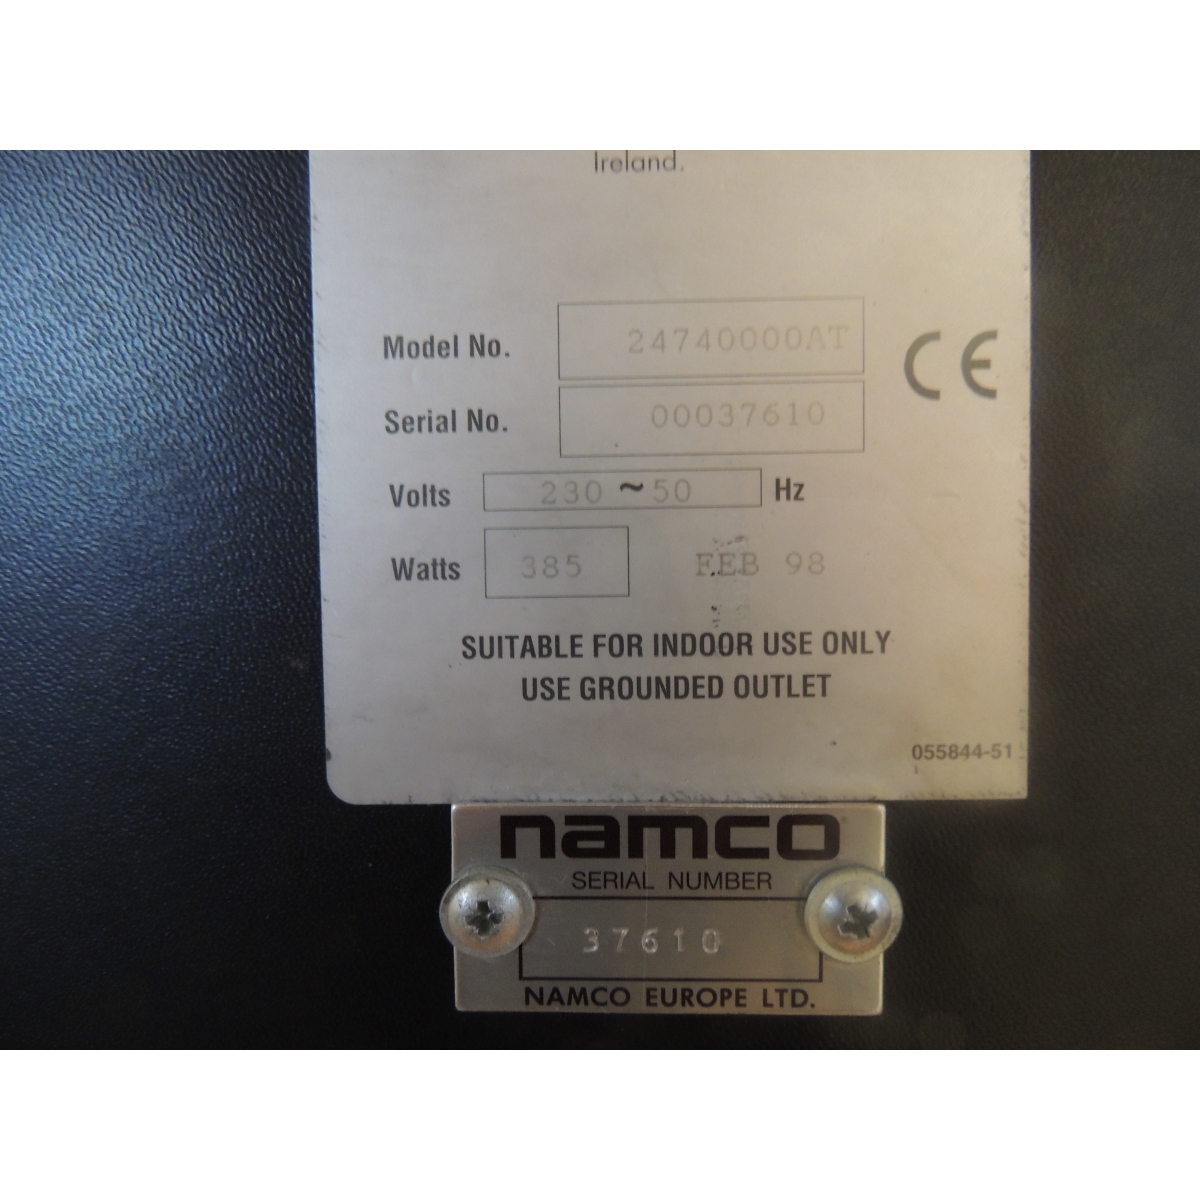 Ireland.
Model No. 24740000AT
CE
Serial No. 00037610
Volts 230 ~ 50 Hz
Watts 385 FEB 98
SUITABLE FOR INDOOR USE ONLY
USE GROUNDED OUTLET
055844-51
namco
SERIAL NUMBER
37610
NAMCO EUROPE LTD.